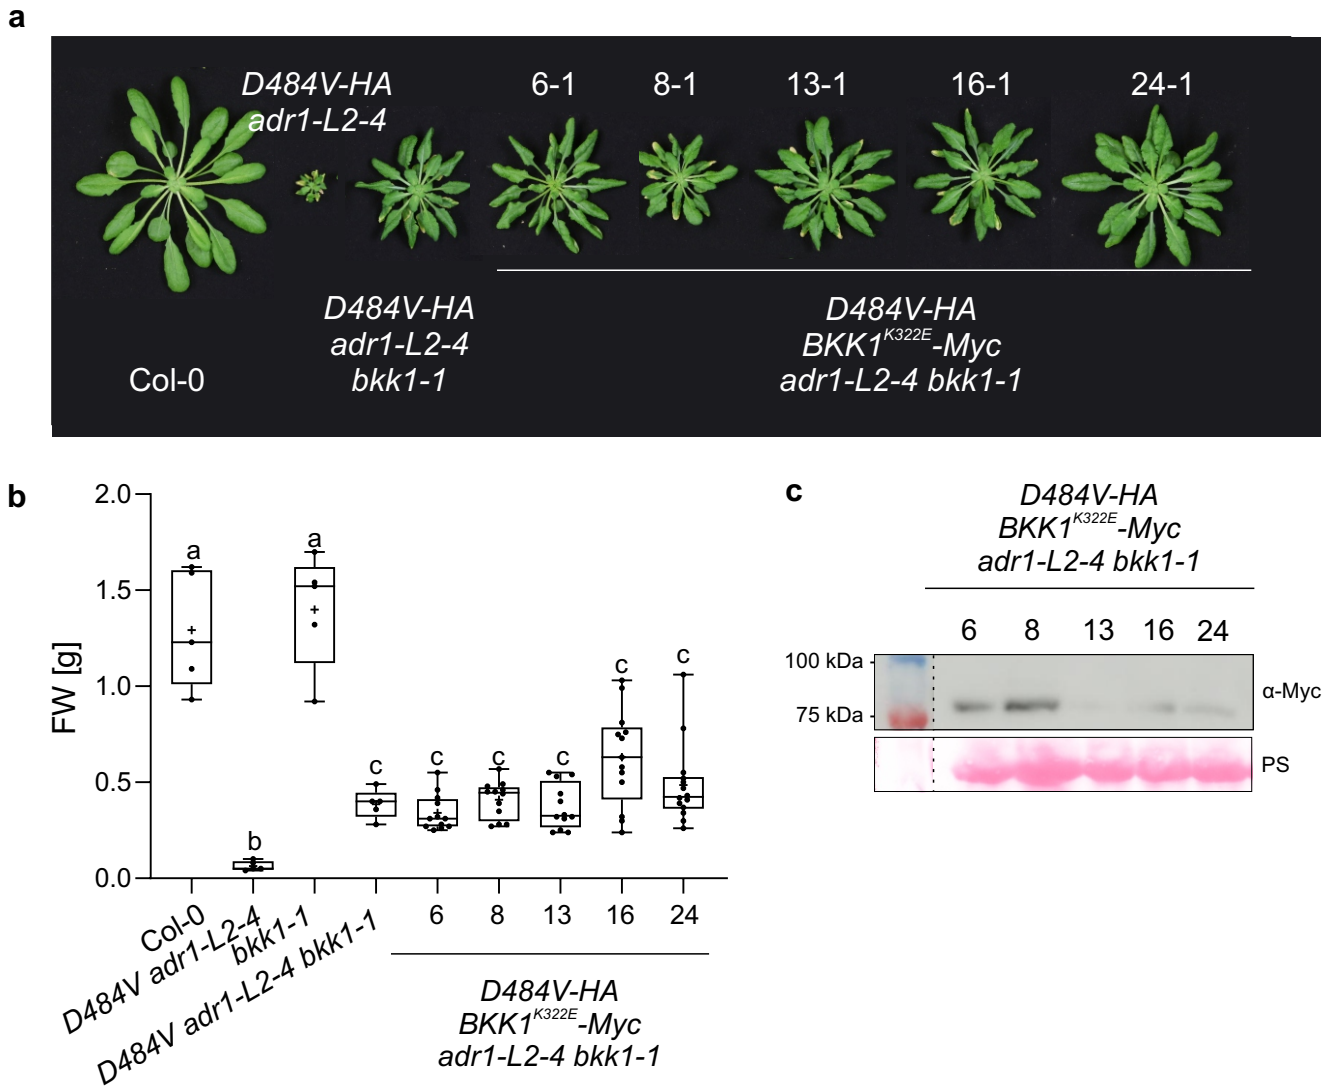 a
D484V-HA
adr1-L2-4
6-1 8-1 13-1 16-1 24-1
D484V-HA
adr1-L2-4
bkk1-1
Col-0
D484V-HA
BKK1K322E-Myc
adr1-L2-4 bkk1-1
b
FW [g]
2.0
1.5
1.0
0.5
0.0
a b a c c c c c c
Col-0
D484V adr1-L2-4
bkk1-1
D484V adr1-L2-4 bkk1-1
6 8 13 16 24
D484V-HA
BKK1K322E-Myc
adr1-L2-4 bkk1-1
c
D484V-HA
BKK1K322E-Myc
adr1-L2-4 bkk1-1
6 8 13 16 24
100 kDa
75 kDa
α-Myc
PS